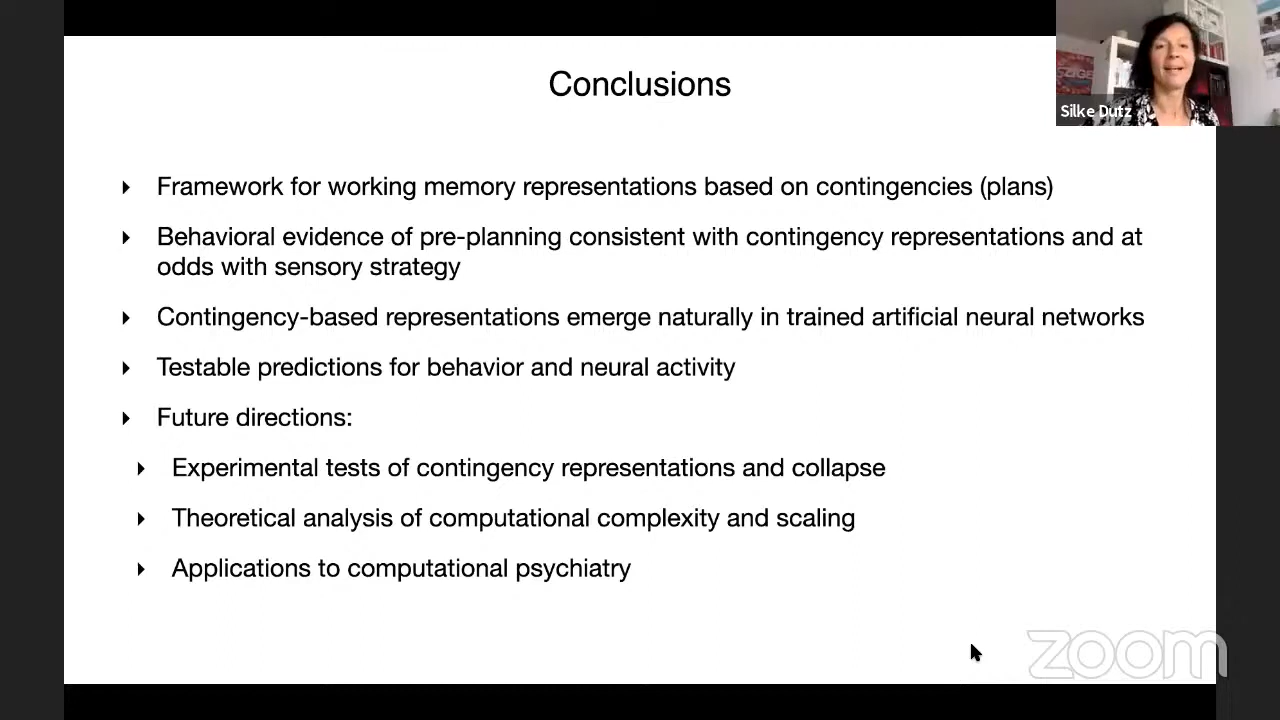 Conclusions
SZIGE
Silke Dutz
Framework for working memory representations based on contingencies (plans)
Behavioral evidence of pre-planning consistent with contingency representations and at
odds with sensory strategy
Contingency-based representations emerge naturally in trained artificial neural networks
Testable predictions for behavior and neural activity
Future directions:
Experimental tests of contingency representations and collapse
Theoretical analysis of computational complexity and scaling
Applications to computational psychiatry
zoom